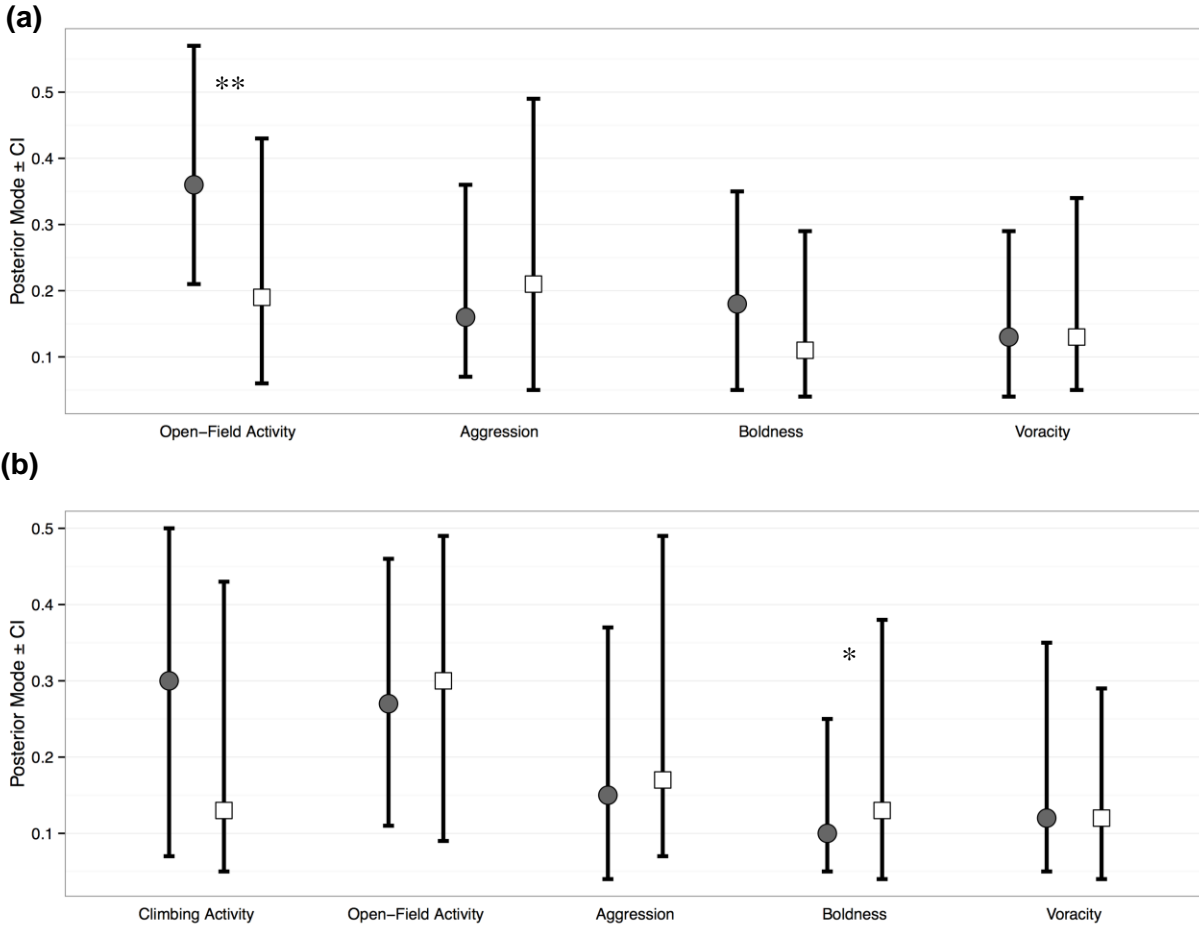 (a)
Posterior Mode ± CI
0.5
0.4
0.3
0.2
0.1
**
Open−Field Activity Aggression Boldness Voracity
(b)
Posterior Mode ± CI
0.5
0.4
0.3
0.2
0.1
*
Climbing Activity Open−Field Activity Aggression Boldness Voracity